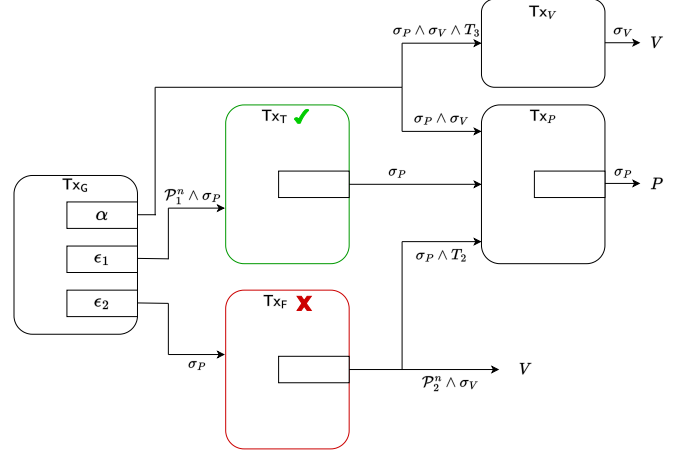 Tx_V
σ_P ∧ σ_V ∧ T_3
σ_V
V
Tx_T ✔
σ_P ∧ σ_V
Tx_P
σ_P
σ_P
P
Tx_G
α
𝒫_1^n ∧ σ_P
ϵ_1
ϵ_2
σ_P ∧ T_2
Tx_F ✘
σ_P
V
𝒫_2^n ∧ σ_V